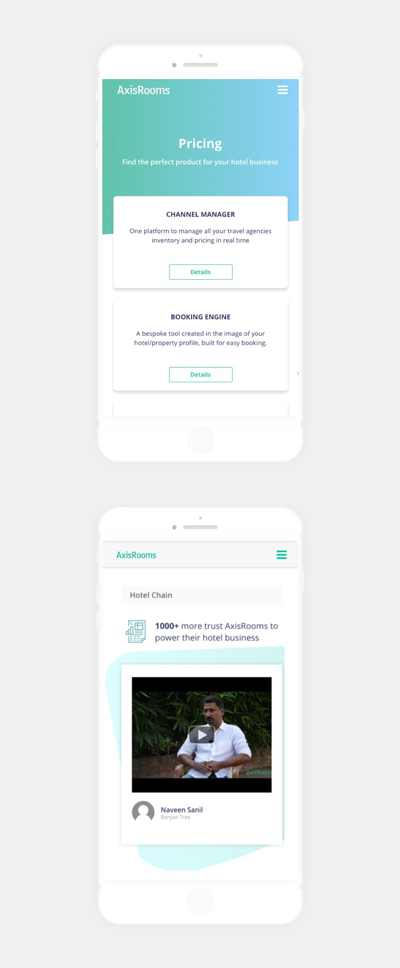 AxisRooms
Pricing
Find the perfect product for your hotel business
CHANNEL MANAGER
One platform to manage all your travel agencies
inventory and pricing in real time
Details
BOOKING ENGINE
A bespoke tool created in the image of your
hotel/property profile, built for easy booking.
Details
AxisRooms
Hotel Chain
1000+ more trust AxisRooms to
power their hotel business
Naveen Sanil
Banyan Tree